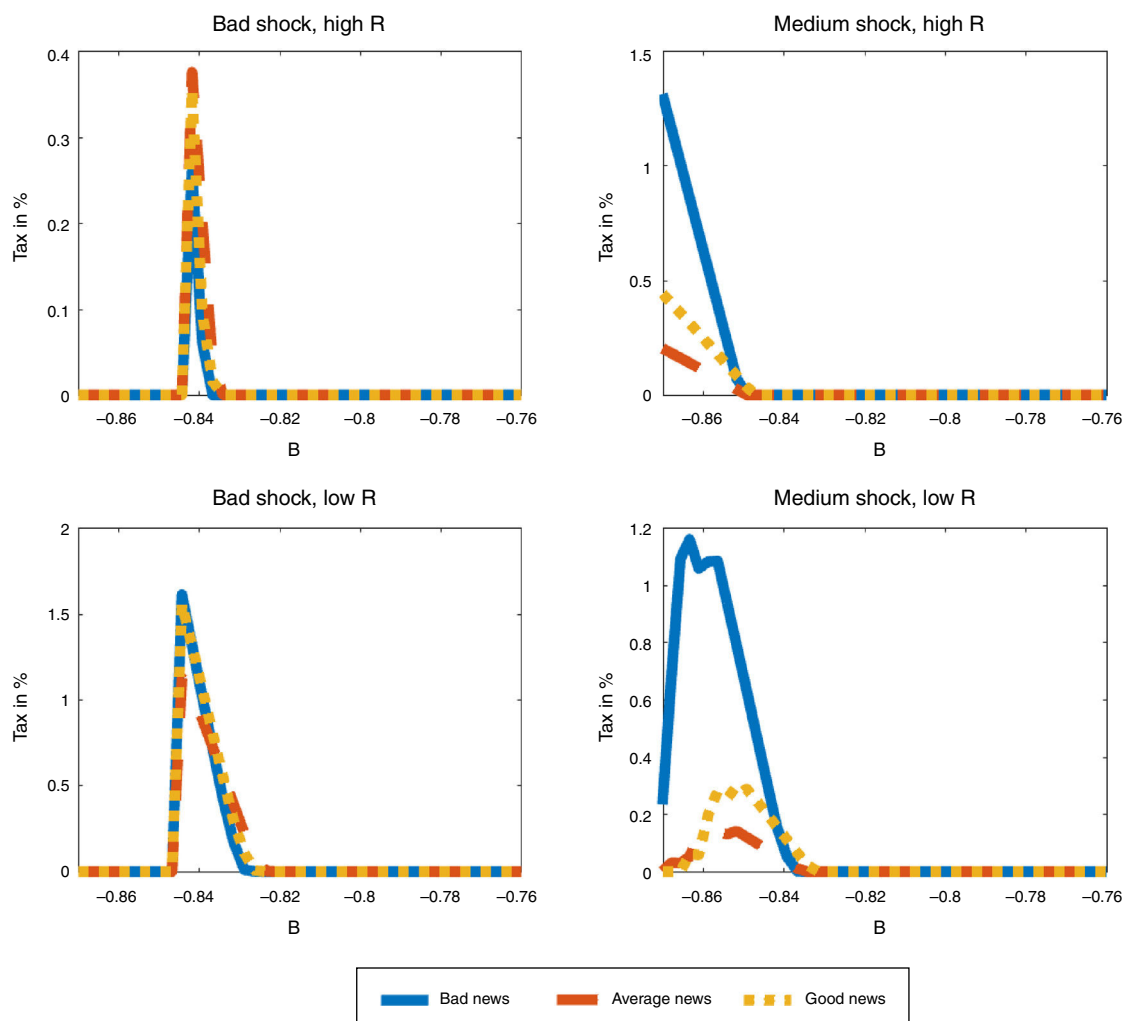 Bad shock, high R
0.4
0.3
0.2
0.1
0
Tax in %
–0.86 –0.84 –0.82 –0.8 –0.78 –0.76
B
Medium shock, high R
1.5
1
0.5
0
Tax in %
–0.86 –0.84 –0.82 –0.8 –0.78 –0.76
B
Bad shock, low R
2
1.5
1
0.5
0
Tax in %
–0.86 –0.84 –0.82 –0.8 –0.78 –0.76
B
Medium shock, low R
1.2
1
0.8
0.6
0.4
0.2
0
Tax in %
–0.86 –0.84 –0.82 –0.8 –0.78 –0.76
B
Bad news Average news Good news